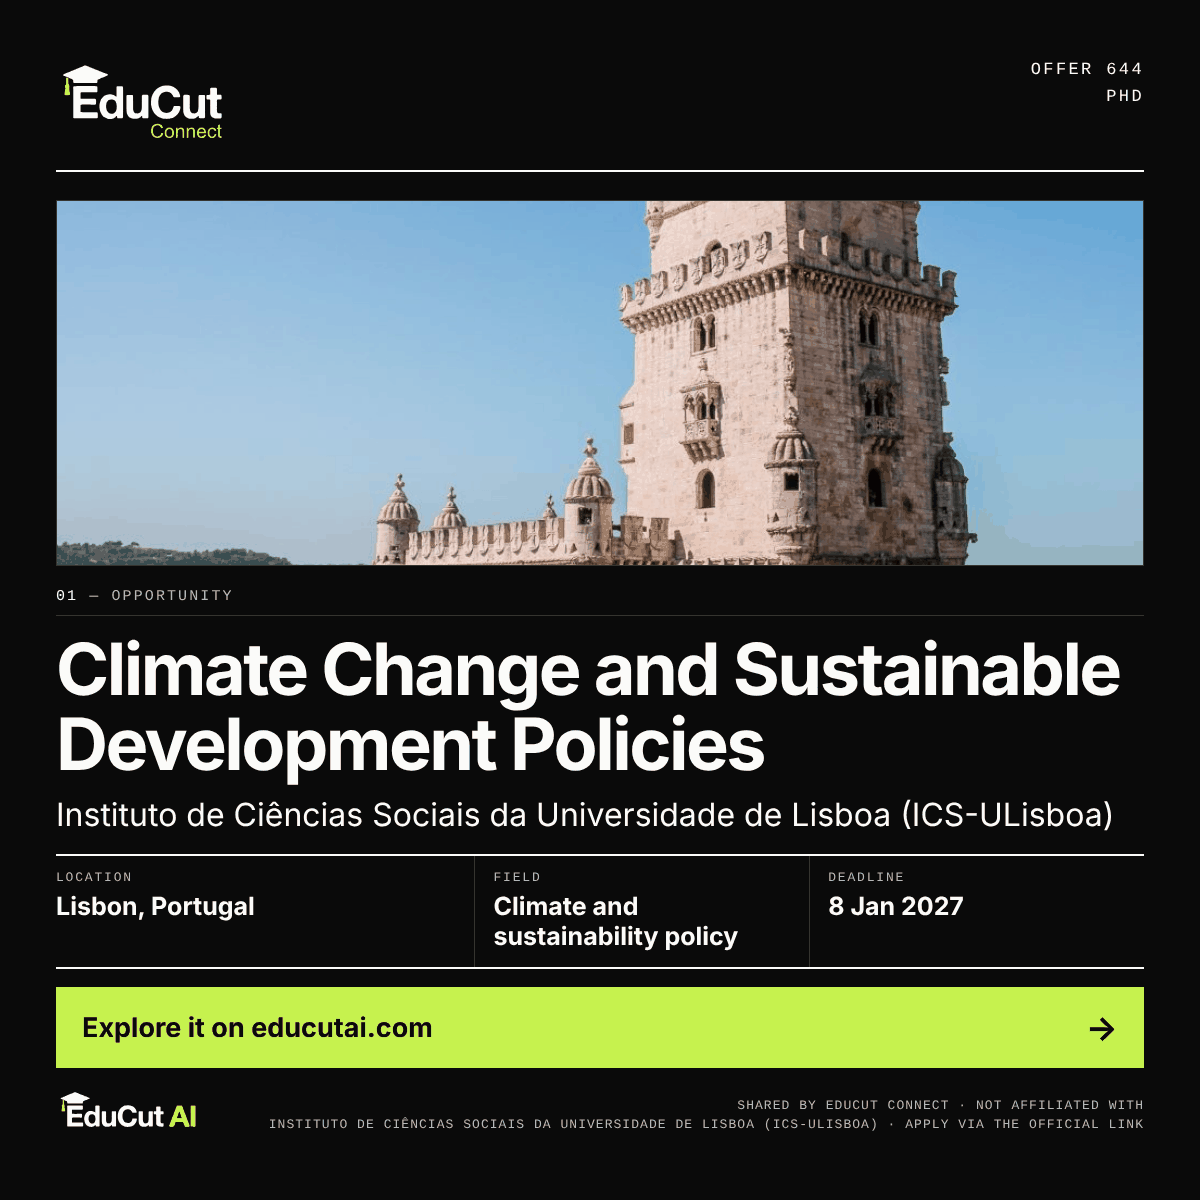 EduCut
Connect
OFFER 644
PHD
01 — OPPORTUNITY
Climate Change and Sustainable
Development Policies
Instituto de Ciências Sociais da Universidade de Lisboa (ICS-ULisboa)
LOCATION
Lisbon, Portugal
FIELD
Climate and
sustainability policy
DEADLINE
8 Jan 2027
Explore it on educutai.com →
EduCut AI
SHARED BY EDUCUT CONNECT · NOT AFFILIATED WITH
INSTITUTO DE CIÊNCIAS SOCIAIS DA UNIVERSIDADE DE LISBOA (ICS-ULISBOA) · APPLY VIA THE OFFICIAL LINK